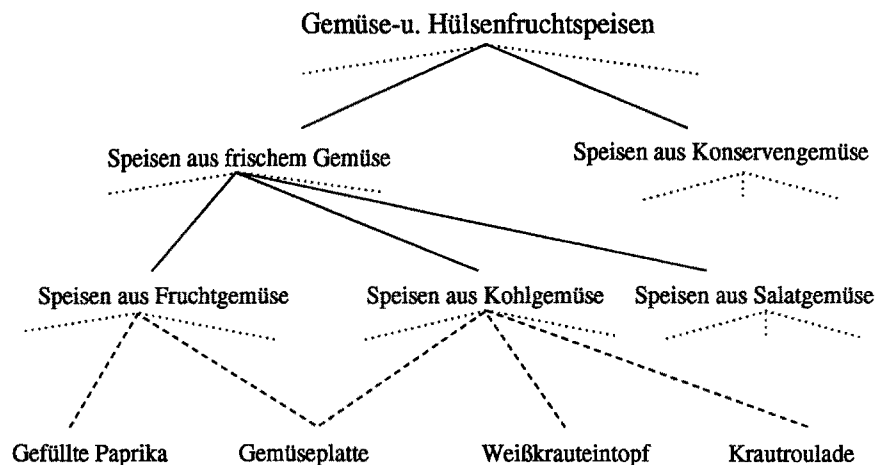 Gemüse-u. Hülsenfruchtspeisen
Speisen aus frischem Gemüse
Speisen aus Konservengemüse
Speisen aus Fruchtgemüse
Speisen aus Kohlgemüse
Speisen aus Salatgemüse
Gefüllte Paprika
Gemüseplatte
Weißkrauteintopf
Krautroulade